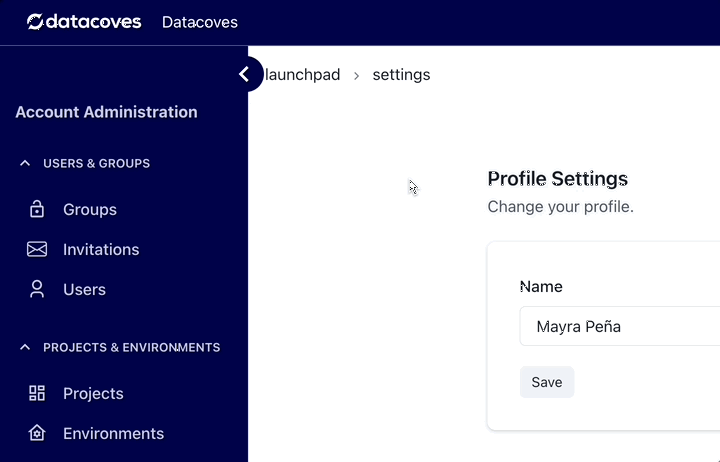 datacoves Datacoves
launchpad > settings
Account Administration
USERS & GROUPS
Groups
Invitations
Users
PROJECTS & ENVIRONMENTS
Projects
Environments
Profile Settings
Change your profile.
Name
Mayra Peña
Save